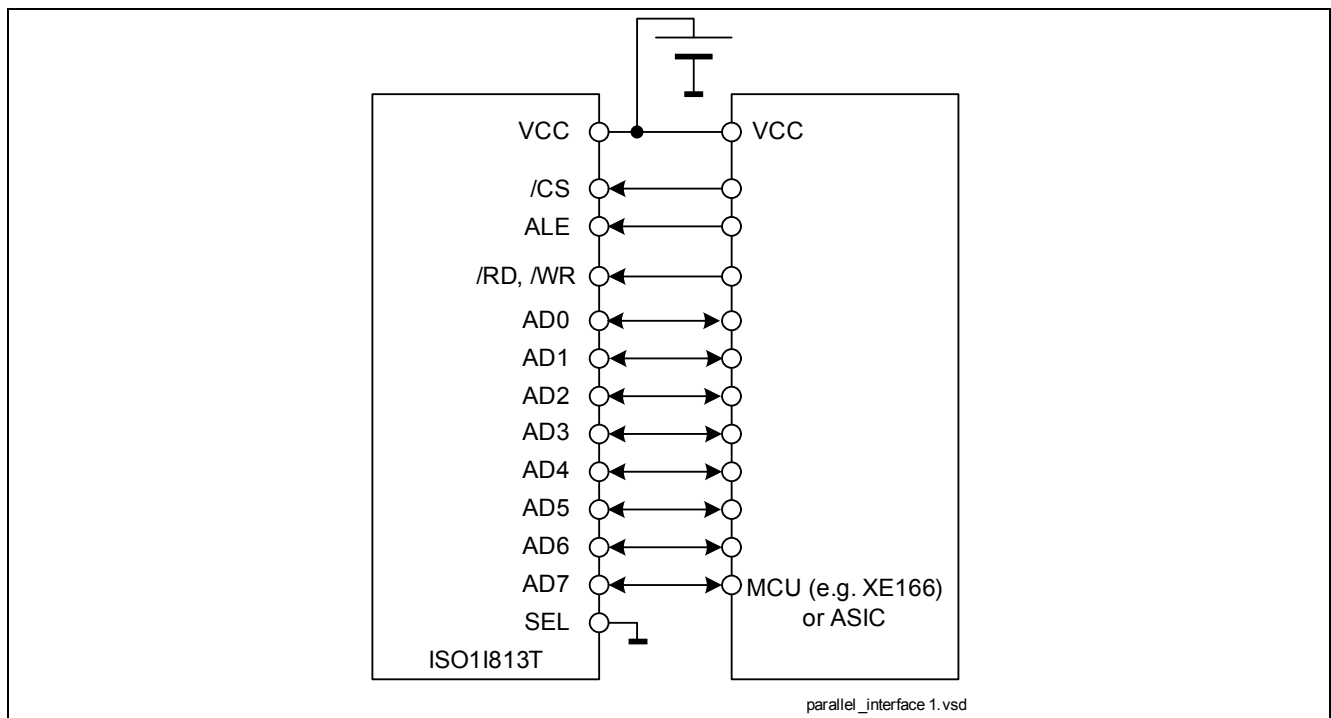 VCC VCC
/CS
ALE
/RD, /WR
AD0
AD1
AD2
AD3
AD4
AD5
AD6
AD7 MCU (e.g. XE166)
or ASIC
SEL
ISO1I813T
parallel_interface 1.vsd